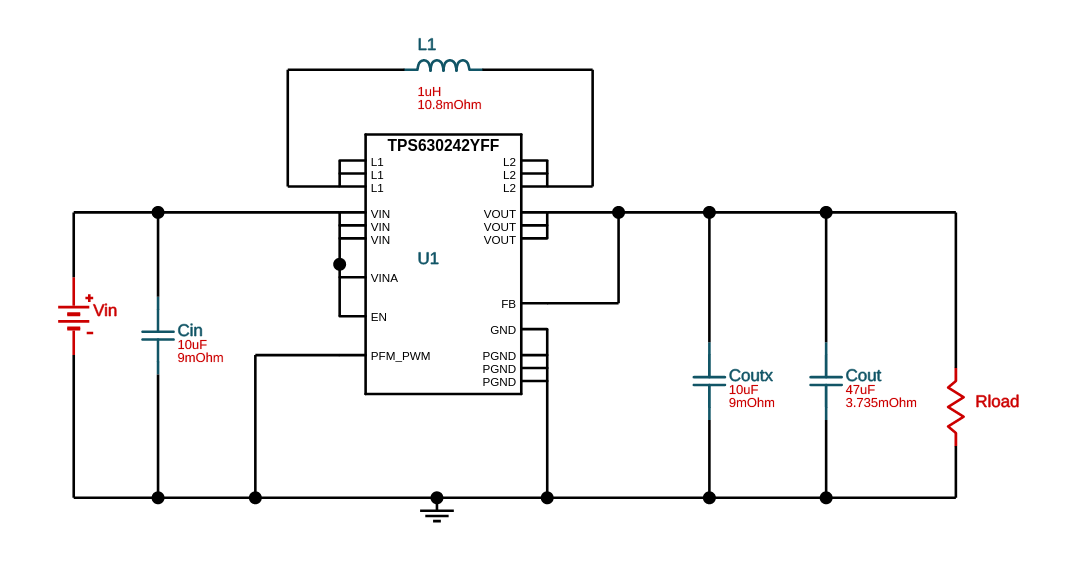 L1
1uH
10.8mOhm
TPS630242YFF
L1 L2
L1 L2
L1 L2
VIN VOUT
VIN VOUT
VIN VOUT
U1
VINA
FB
EN
GND
PFM_PWM PGND
PGND
PGND
+
Vin
-
Cin
10uF
9mOhm
Coutx
10uF
9mOhm
Cout
47uF
3.735mOhm
Rload